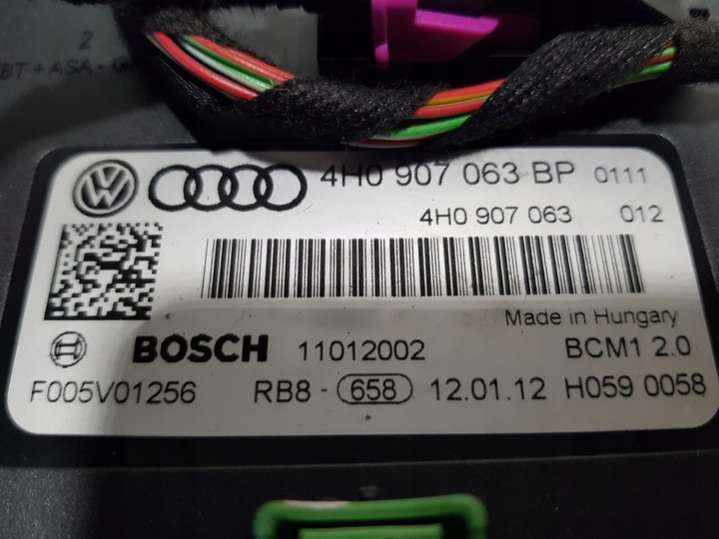 2
4H0 907 063 BP 0111
4H0 907 063 012
Made in Hungary
BOSCH 11012002 BCM1 2.0
F005V01256 RB8 - 658 12.01.12 H059 0058